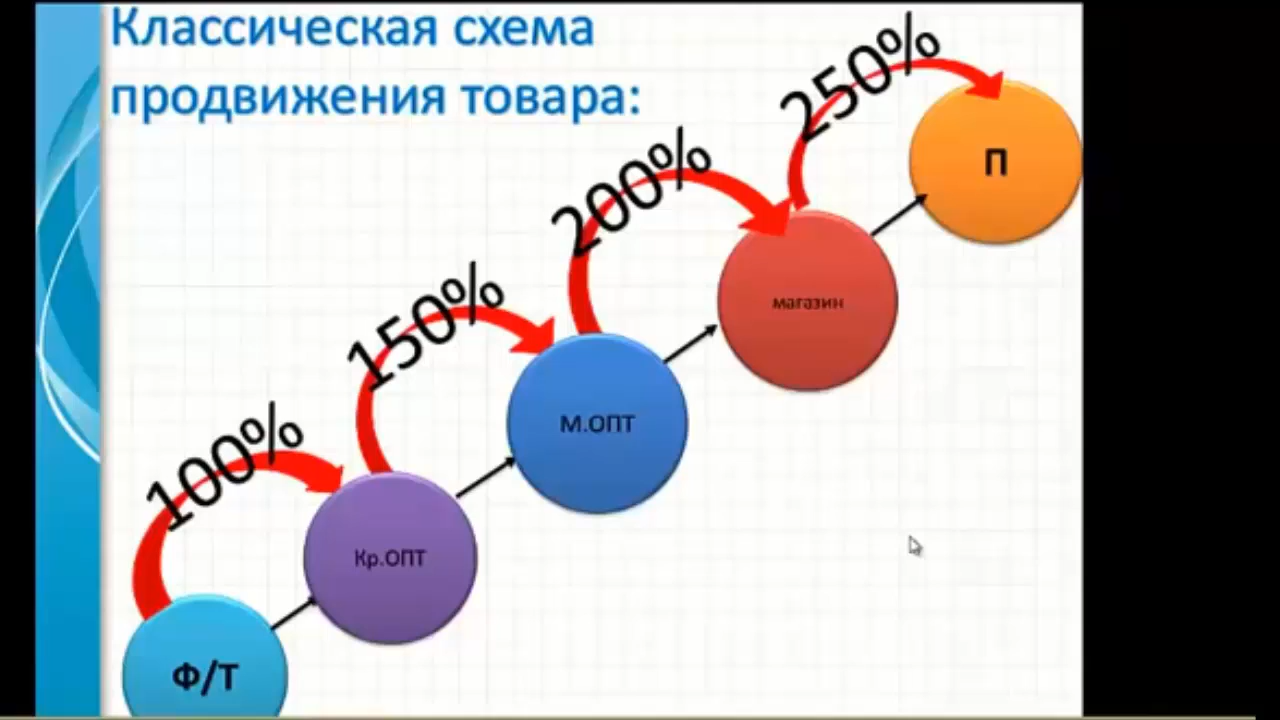 Классическая схема
продвижения товара:
250%
П
200%
магазин
150%
М.ОПТ
100%
Кр.ОПТ
Ф/Т